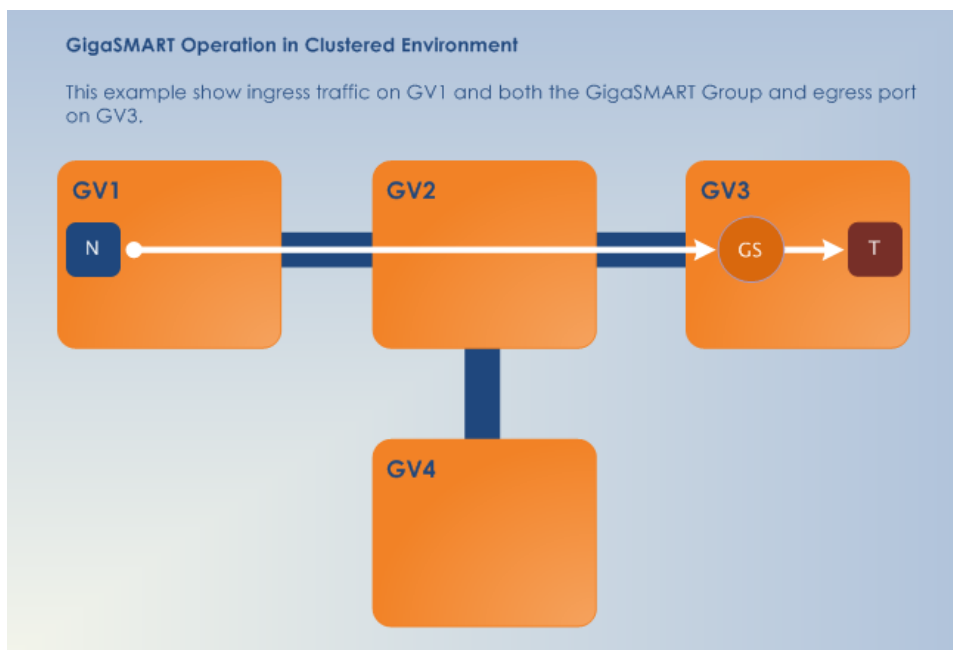 GigaSMART Operation in Clustered Environment
This example show ingress traffic on GV1 and both the GigaSMART Group and egress port
on GV3.
GV1
GV2
GV3
N
GS
T
GV4